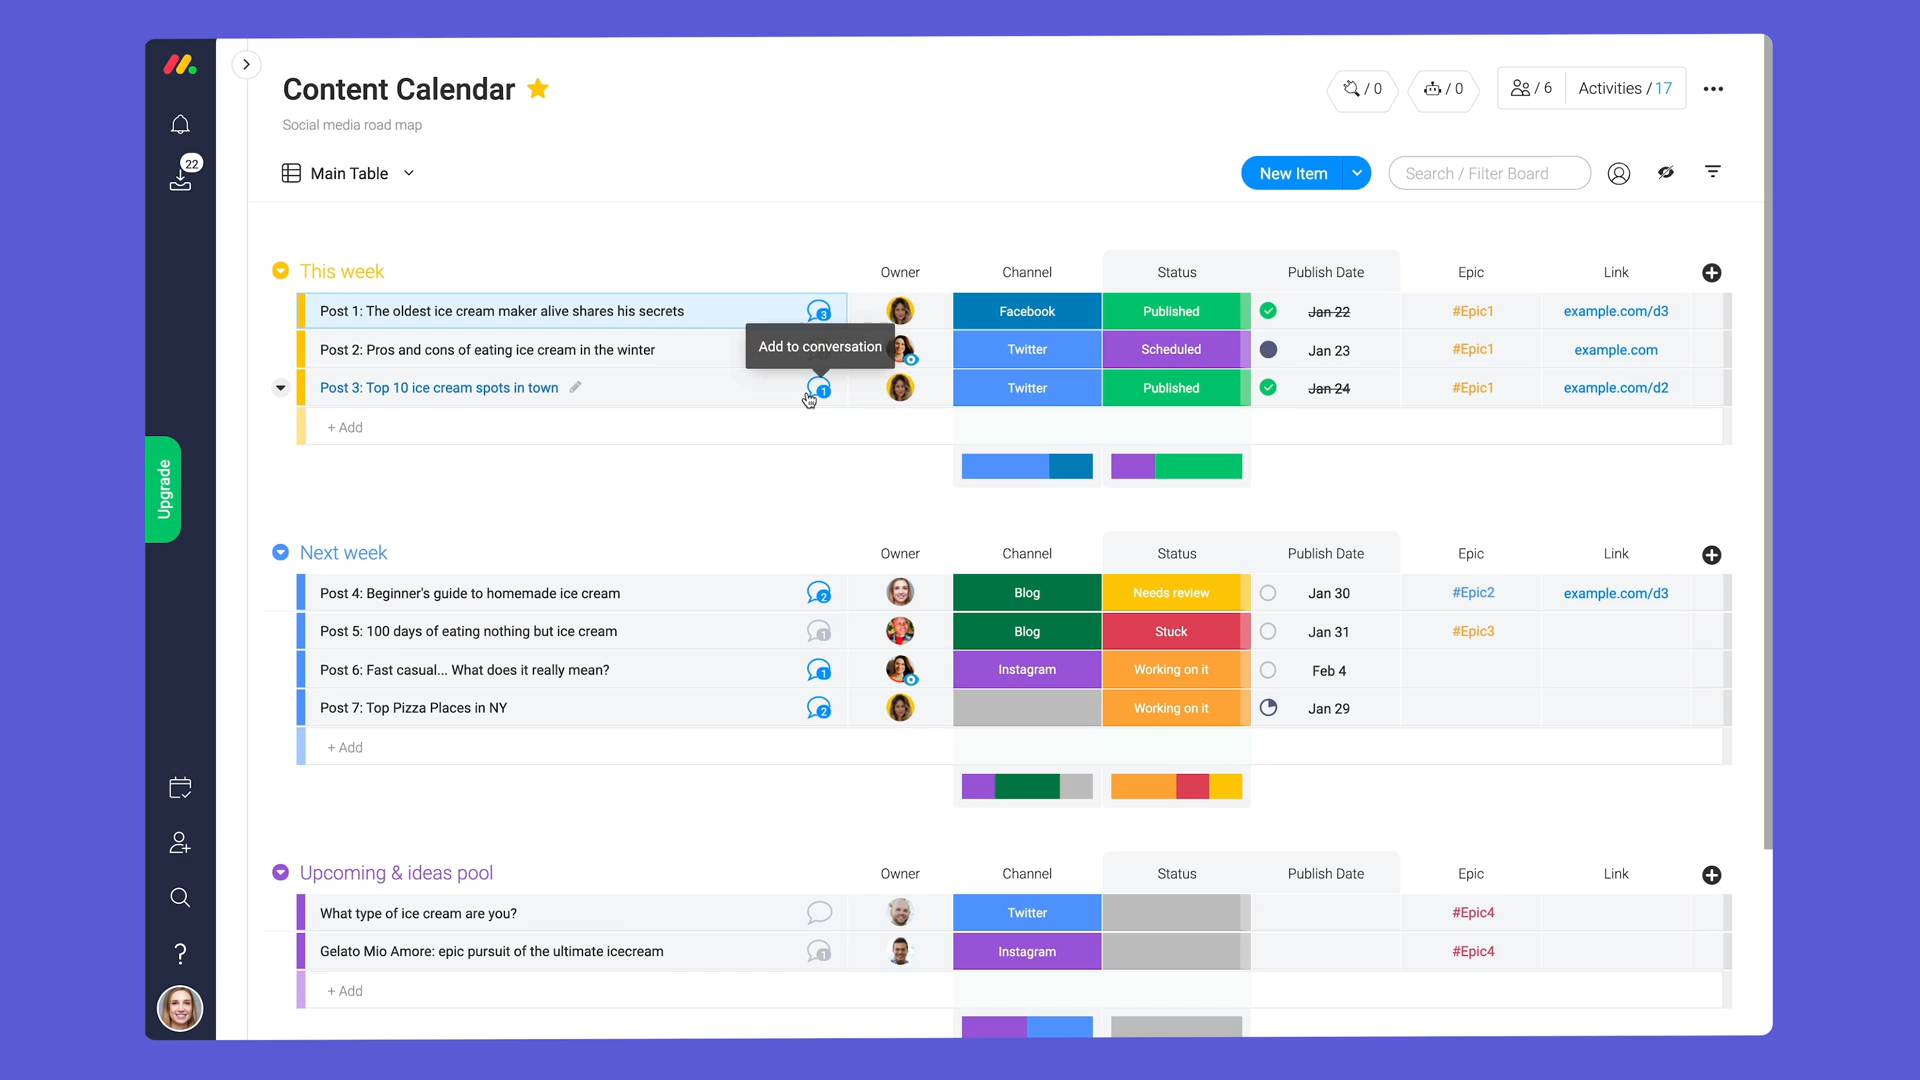 Content Calendar
/ 0
/ 0
/ 6
Activities / 17
Social media road map
22
Main Table
New Item
Search / Filter Board
This week
Owner
Channel
Status
Publish Date
Epic
Link
Post 1: The oldest ice cream maker alive shares his secrets
3
Facebook
Published
Jan 22
#Epic1
example.com/d3
Add to conversation
Post 2: Pros and cons of eating ice cream in the winter
Twitter
Scheduled
Jan 23
#Epic1
example.com
Post 3: Top 10 ice cream spots in town
1
Twitter
Published
Jan 24
#Epic1
example.com/d2
+ Add
Upgrade
Next week
Owner
Channel
Status
Publish Date
Epic
Link
Post 4: Beginner's guide to homemade ice cream
2
Blog
Needs review
Jan 30
#Epic2
example.com/d3
Post 5: 100 days of eating nothing but ice cream
1
Blog
Stuck
Jan 31
#Epic3
Post 6: Fast casual... What does it really mean?
1
Instagram
Working on it
Feb 4
Post 7: Top Pizza Places in NY
2
Working on it
Jan 29
+ Add
Upcoming & ideas pool
Owner
Channel
Status
Publish Date
Epic
Link
What type of ice cream are you?
Twitter
#Epic4
Gelato Mio Amore: epic pursuit of the ultimate icecream
1
Instagram
#Epic4
+ Add
?